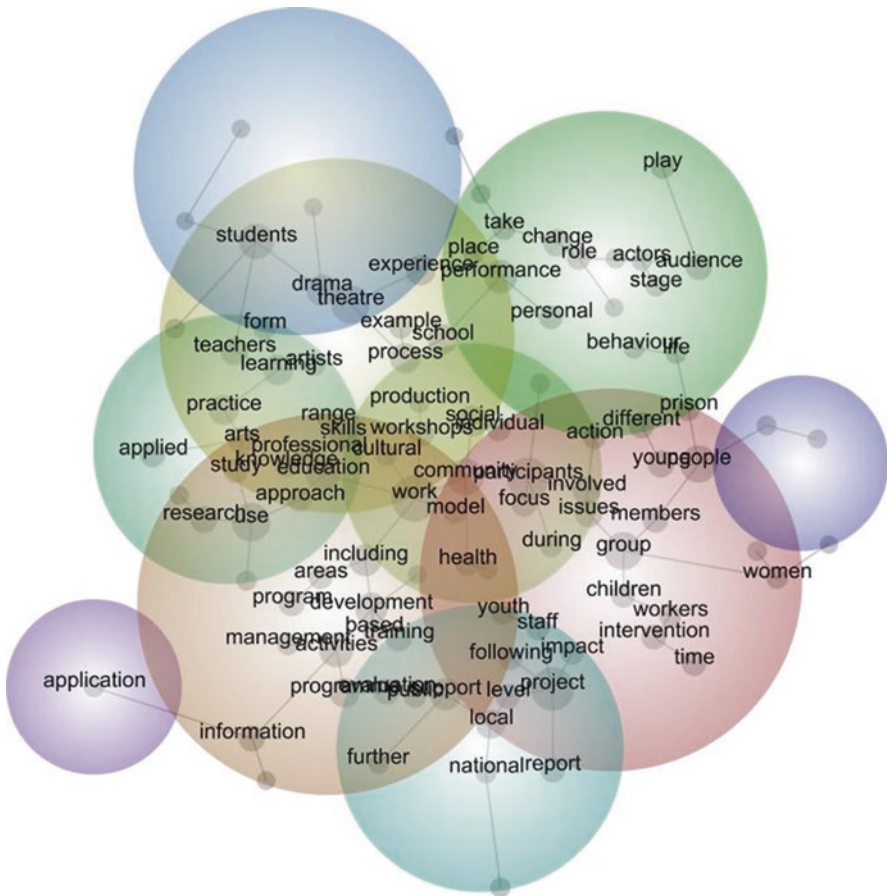 play
take
change
place
role
actors
students
experience
performance
audience
drama
stage
theatre
personal
form
example
school
teachers
artists
process
behaviour
life
learning
production
practice
range
social
prison
skills
workshops
individual
different
arts
action
applied
professional
cultural
study
knowledge
education
community
participants
young
people
approach
work
focus
involved
research
use
model
issues
members
during
group
including
health
areas
women
program
development
youth
children
based
staff
workers
management
activities
training
following
impact
intervention
time
application
programme
evaluation
public
support
level
project
information
local
further
national
report